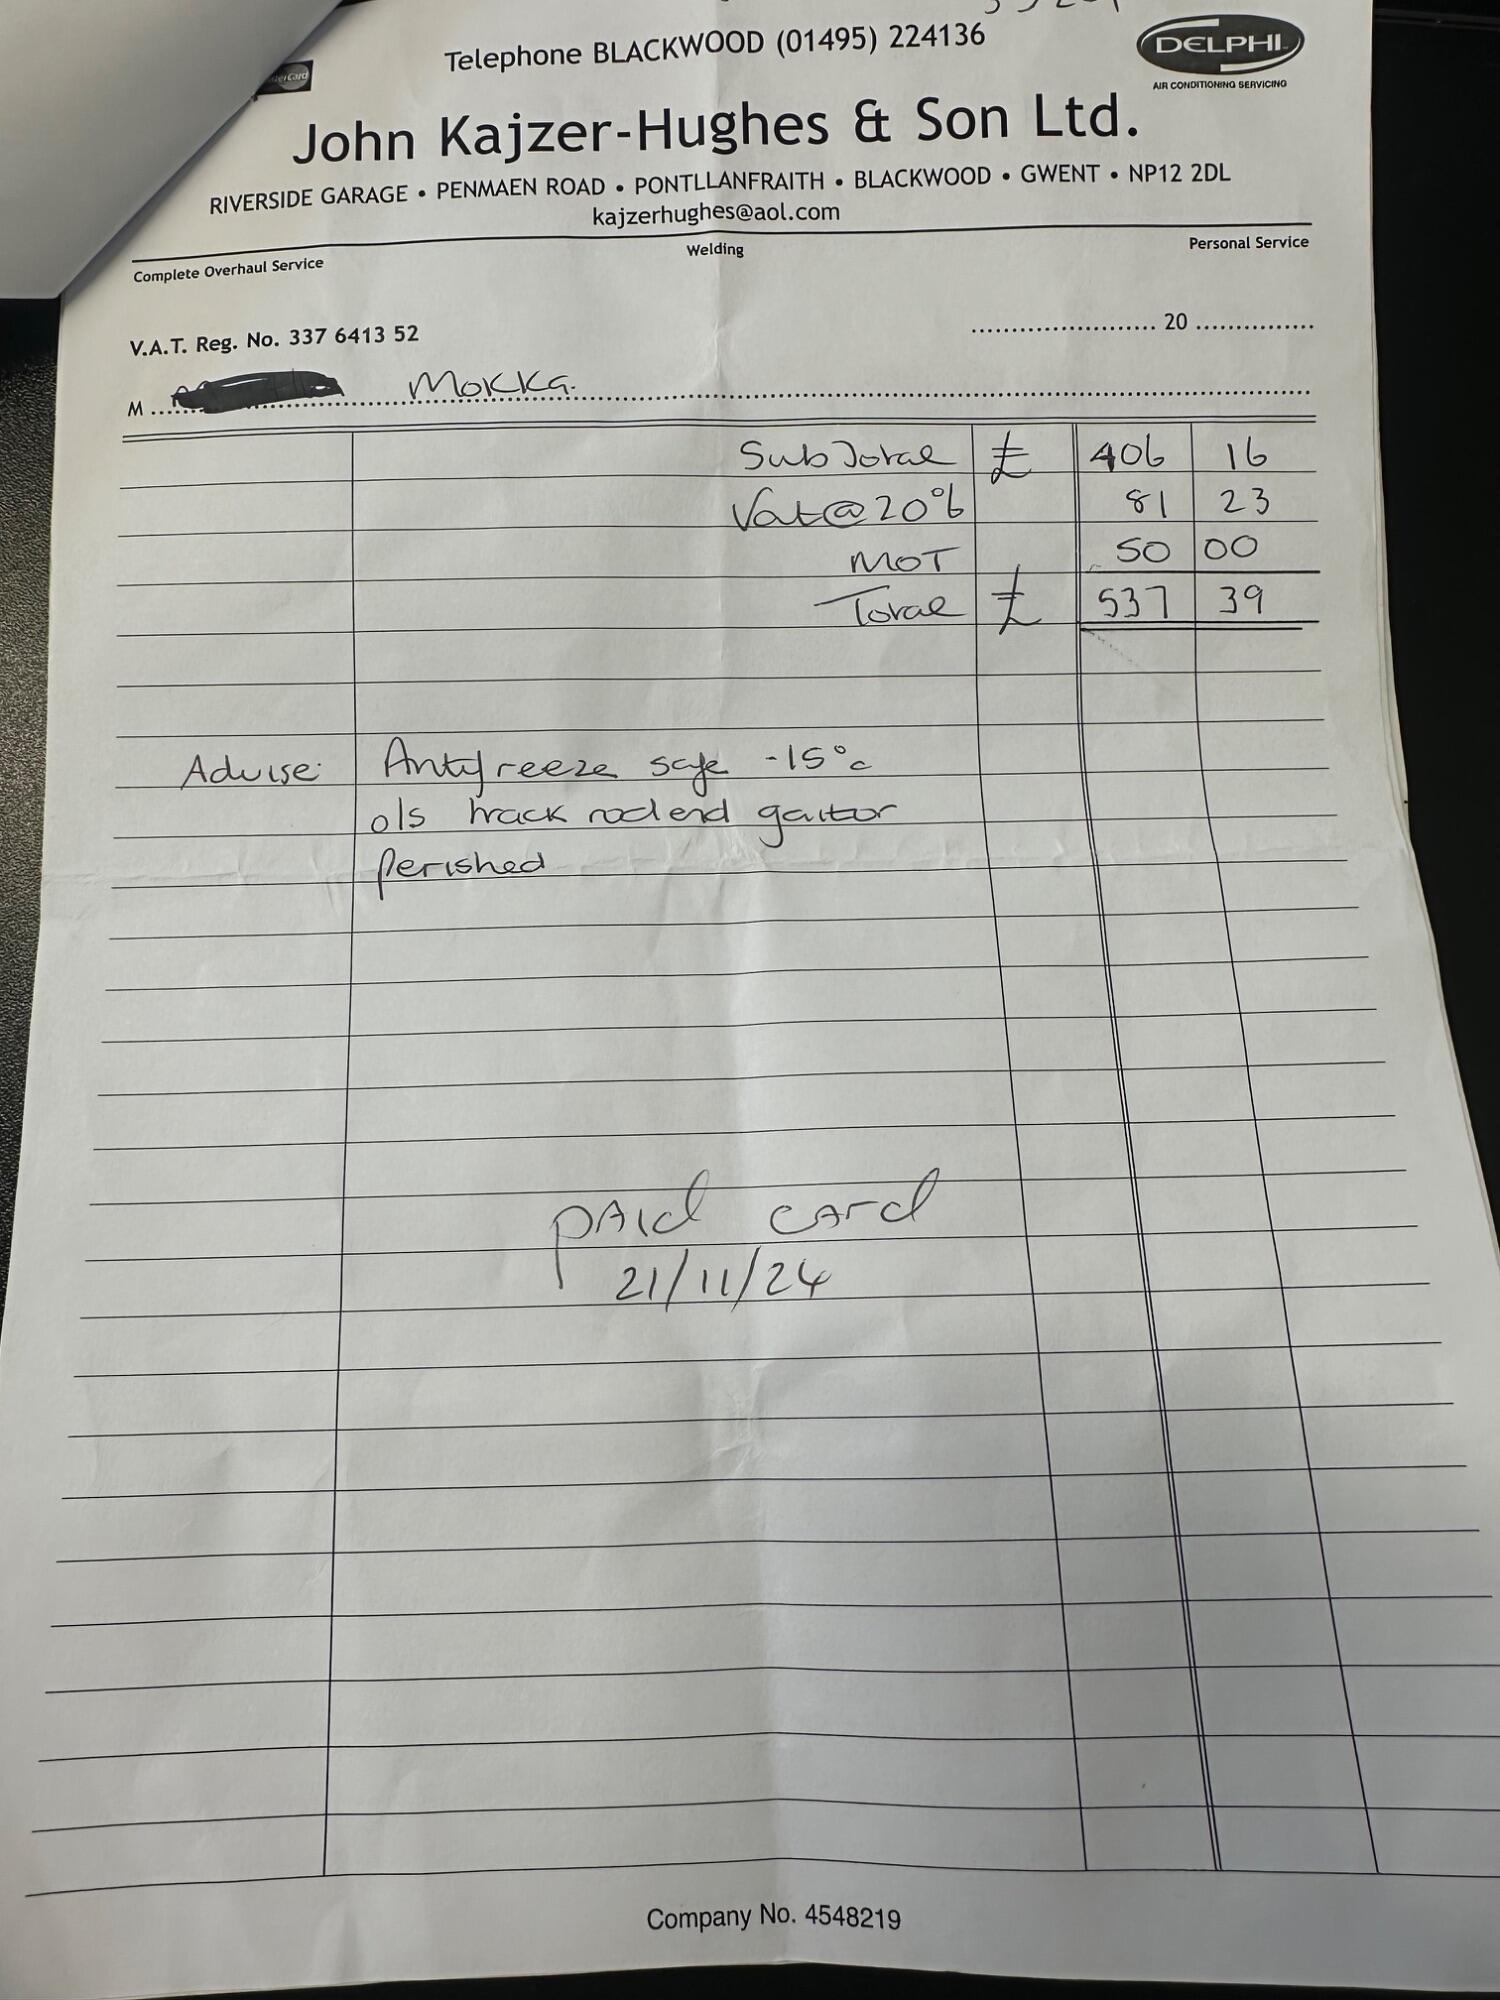 Telephone BLACKWOOD (01495) 224136
DELPHI
AIR CONDITIONING SERVICING
John Kajzer-Hughes & Son Ltd.
RIVERSIDE GARAGE • PENMAEN ROAD • PONTLLANFRAITH • BLACKWOOD • GWENT • NP12 2DL
kajzerhughes@aol.com
Complete Overhaul Service Welding Personal Service
V.A.T. Reg. No. 337 6413 52 ........................ 20 ...............
M ........ Mokka.
Sub Total £ 406 16
Vat @ 20% 81 23
MOT 50 00
Total £ 537 39
Advise: Antifreeze safe -15°c
o/s track rod end gaitor
perished
PAid cArd
21/11/24
Company No. 4548219